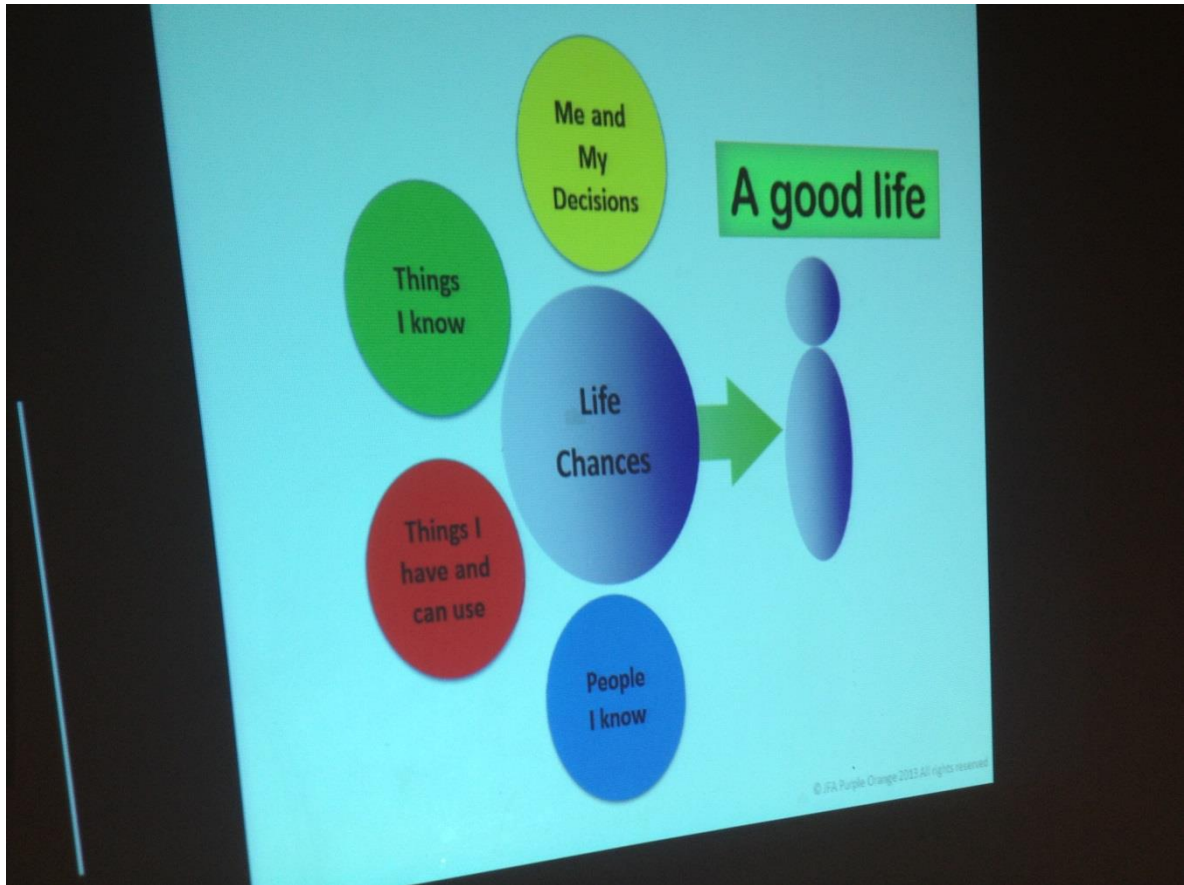 Me and
My
Decisions
A good life
Things
I know
Life
Chances
Things I
have and
can use
People
I know
© JFA Purple Orange 2013 All rights reserved